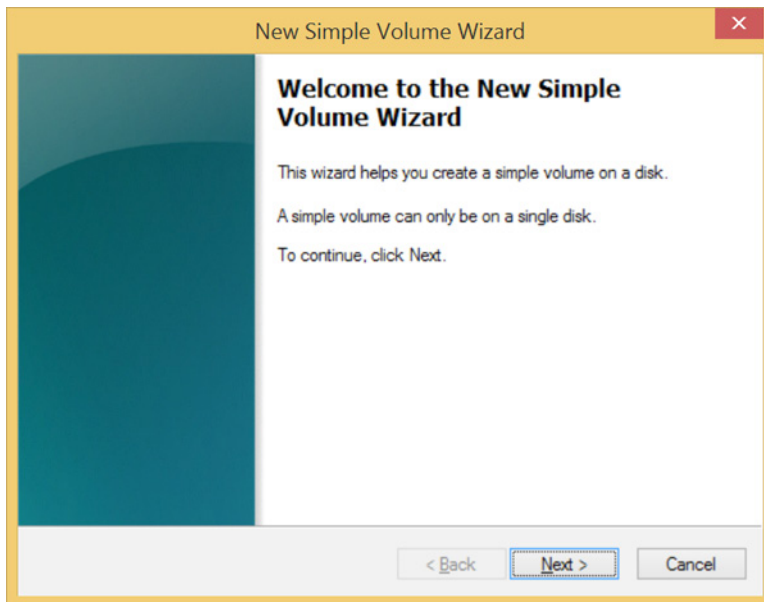 New Simple Volume Wizard
Welcome to the New Simple
Volume Wizard
This wizard helps you create a simple volume on a disk.
A simple volume can only be on a single disk.
To continue, click Next.
< Back Next > Cancel